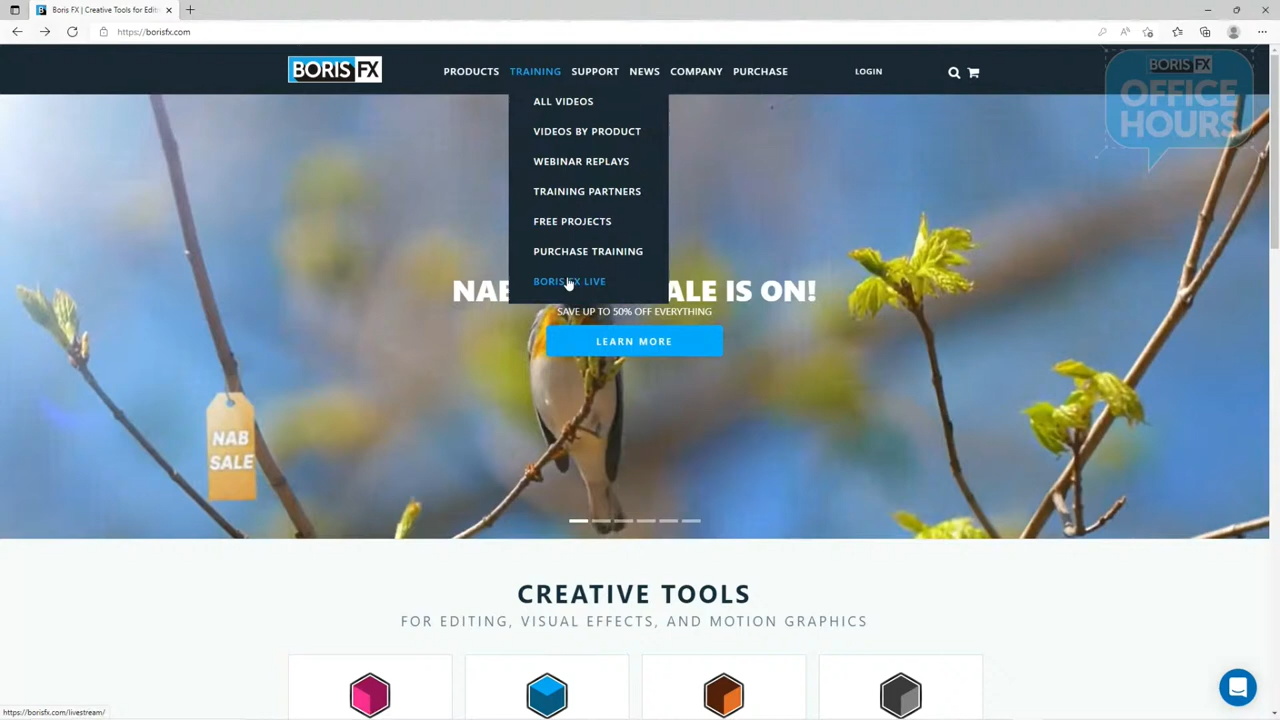 Boris FX | Creative Tools for Edit
https://borisfx.com
BORIS FX
PRODUCTS
TRAINING
SUPPORT
NEWS
COMPANY
PURCHASE
LOGIN
BORIS FX
OFFICE
HOURS
ALL VIDEOS
VIDEOS BY PRODUCT
WEBINAR REPLAYS
TRAINING PARTNERS
FREE PROJECTS
PURCHASE TRAINING
BORIS FX LIVE
NAB ALE IS ON!
SAVE UP TO 50% OFF EVERYTHING
LEARN MORE
NAB
SALE
CREATIVE TOOLS
FOR EDITING, VISUAL EFFECTS, AND MOTION GRAPHICS
https://borisfx.com/livestream/